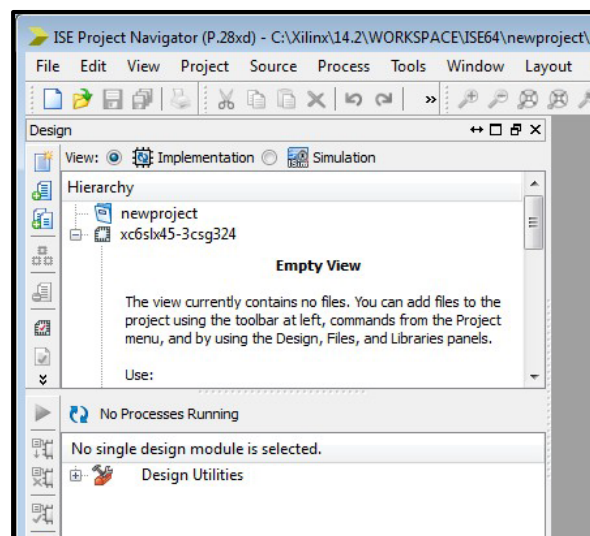 ISE Project Navigator (P.28xd) - C:\Xilinx\14.2\WORKSPACE\ISE64\newproject\
File Edit View Project Source Process Tools Window Layout
»
Design
View: Implementation Simulation
Hierarchy
newproject
xc6slx45-3csg324
Empty View
The view currently contains no files. You can add files to the
project using the toolbar at left, commands from the Project
menu, and by using the Design, Files, and Libraries panels.
Use:
No Processes Running
No single design module is selected.
Design Utilities